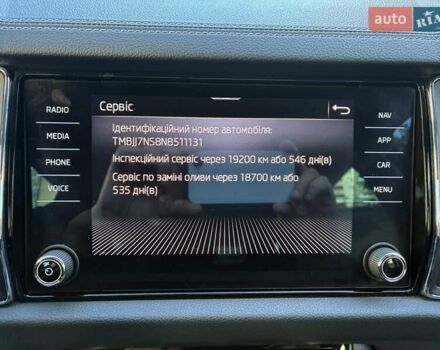 auto RIA
Сервіс
RADIO
MEDIA
PHONE
VOICE
Ідентифікаційний номер автомобіля:
TMBJJ7NS8N8511131
Інспекційний сервіс через 19200 км або 546 дні(в)
Сервіс по заміні оливи через 18700 км або
535 дні(в)
NAV
APP
CAR
MENU